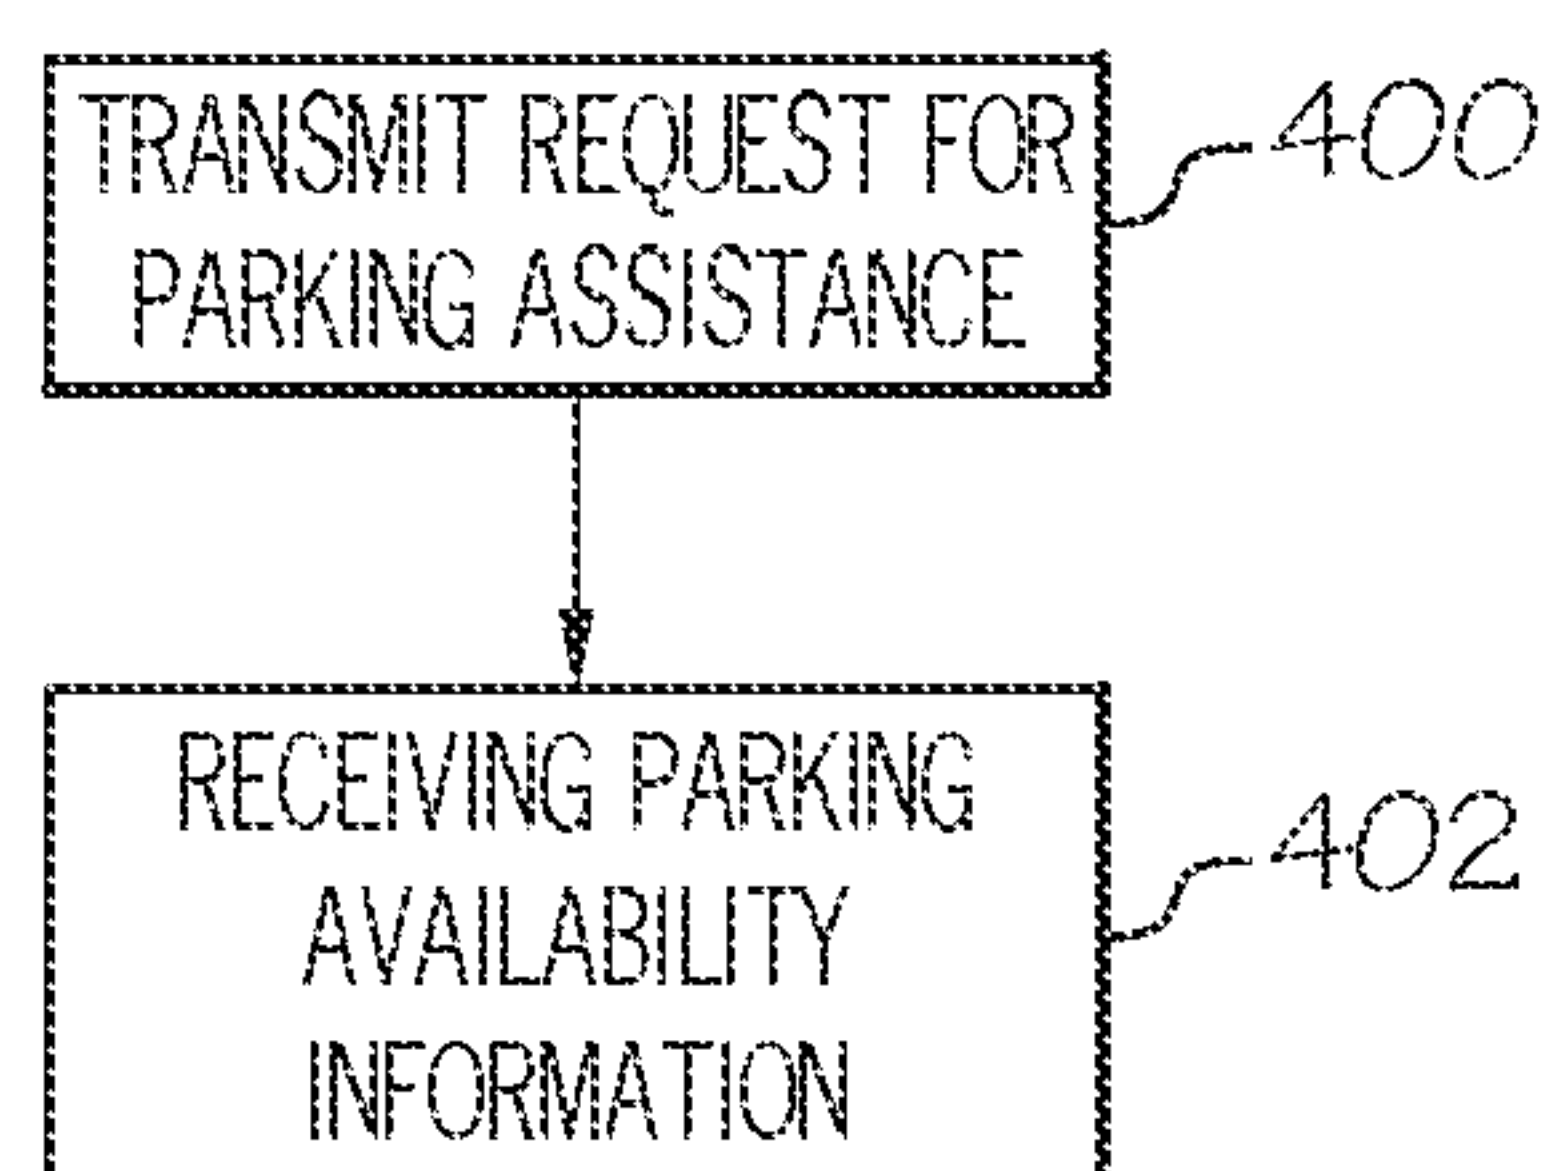 TRANSMIT REQUEST FOR
PARKING ASSISTANCE
400
RECEIVING PARKING
AVAILABILITY
INFORMATION
402